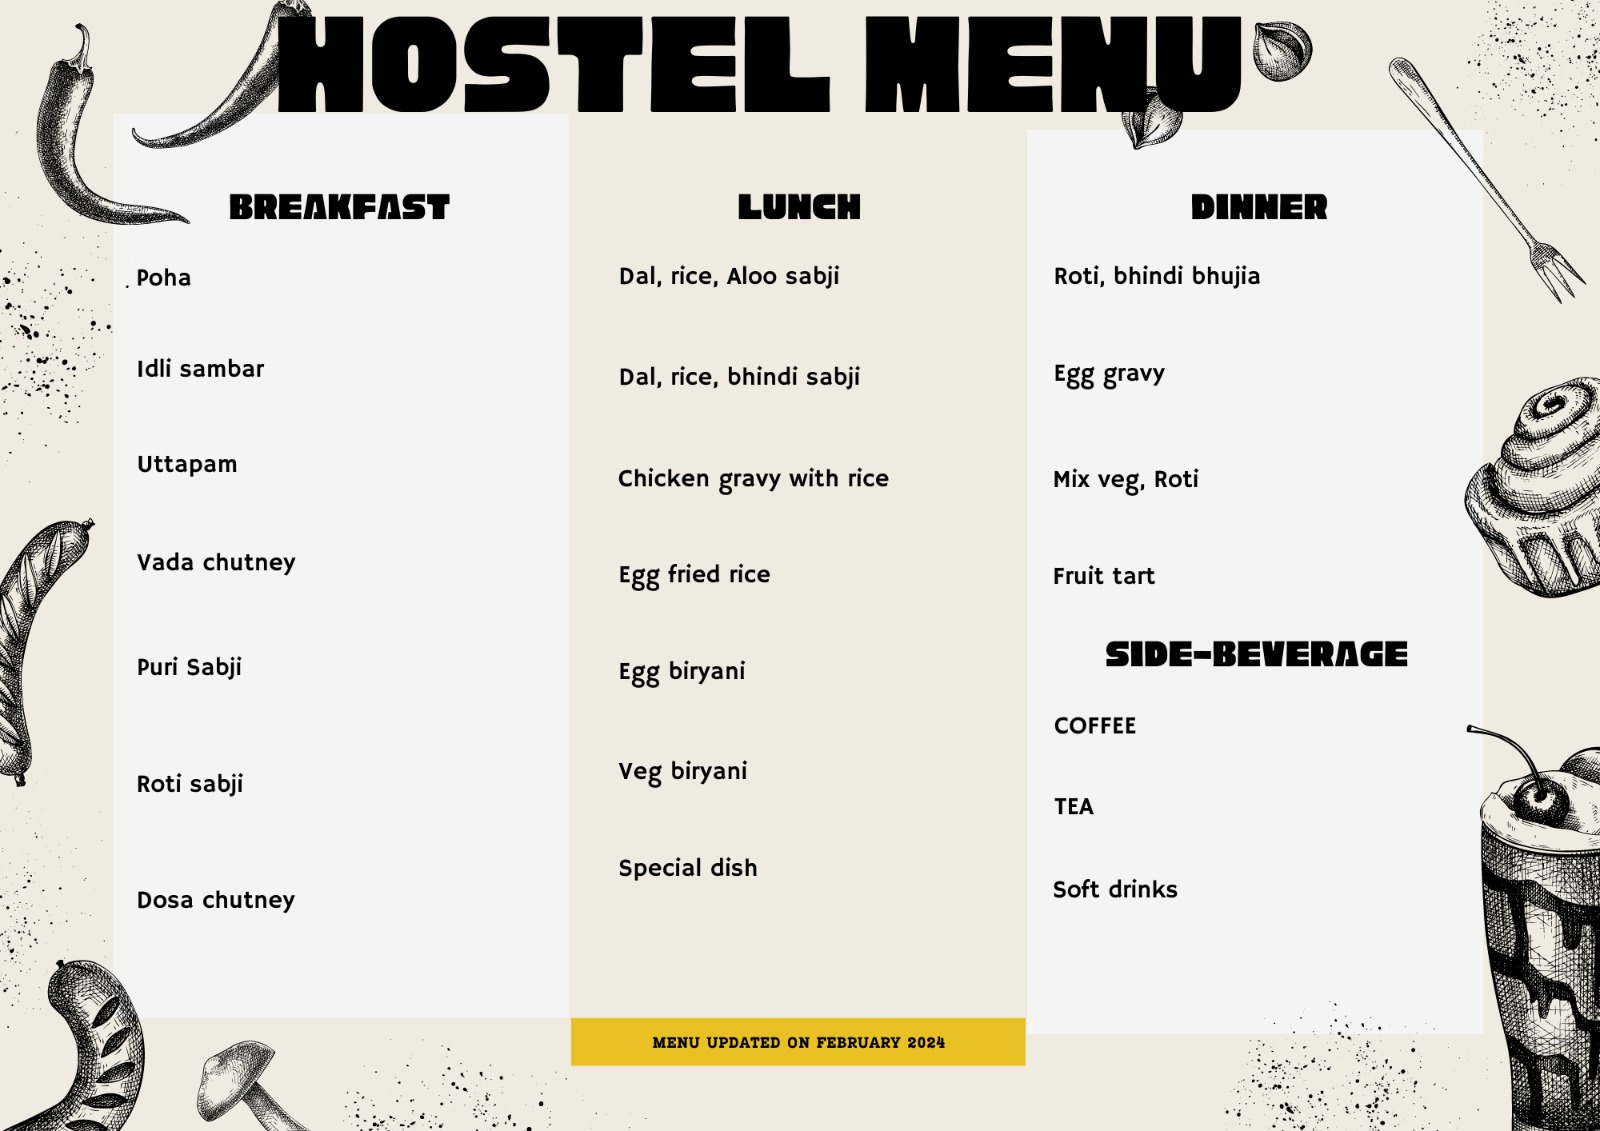 HOSTEL MENU
BREAKFAST
Poha
Idli sambar
Uttapam
Vada chutney
Puri Sabji
Roti sabji
Dosa chutney
LUNCH
Dal, rice, Aloo sabji
Dal, rice, bhindi sabji
Chicken gravy with rice
Egg fried rice
Egg biryani
Veg biryani
Special dish
DINNER
Roti, bhindi bhujia
Egg gravy
Mix veg, Roti
Fruit tart
SIDE-BEVERAGE
COFFEE
TEA
Soft drinks
MENU UPDATED ON FEBRUARY 2024